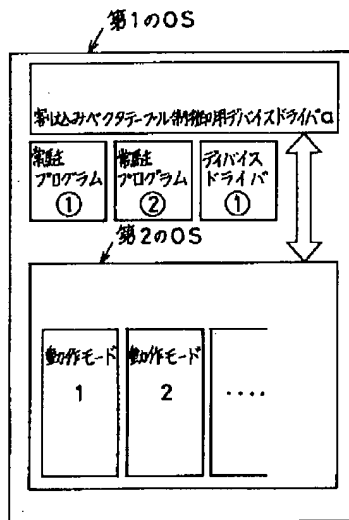 第1のOS
割り込みベクタテーブル制御用デバイスドライバa
常駐
プログラム
①
常駐
プログラム
②
ディバイス
ドライバ
①
第2のOS
動作モード
1
動作モード
2
‥‥